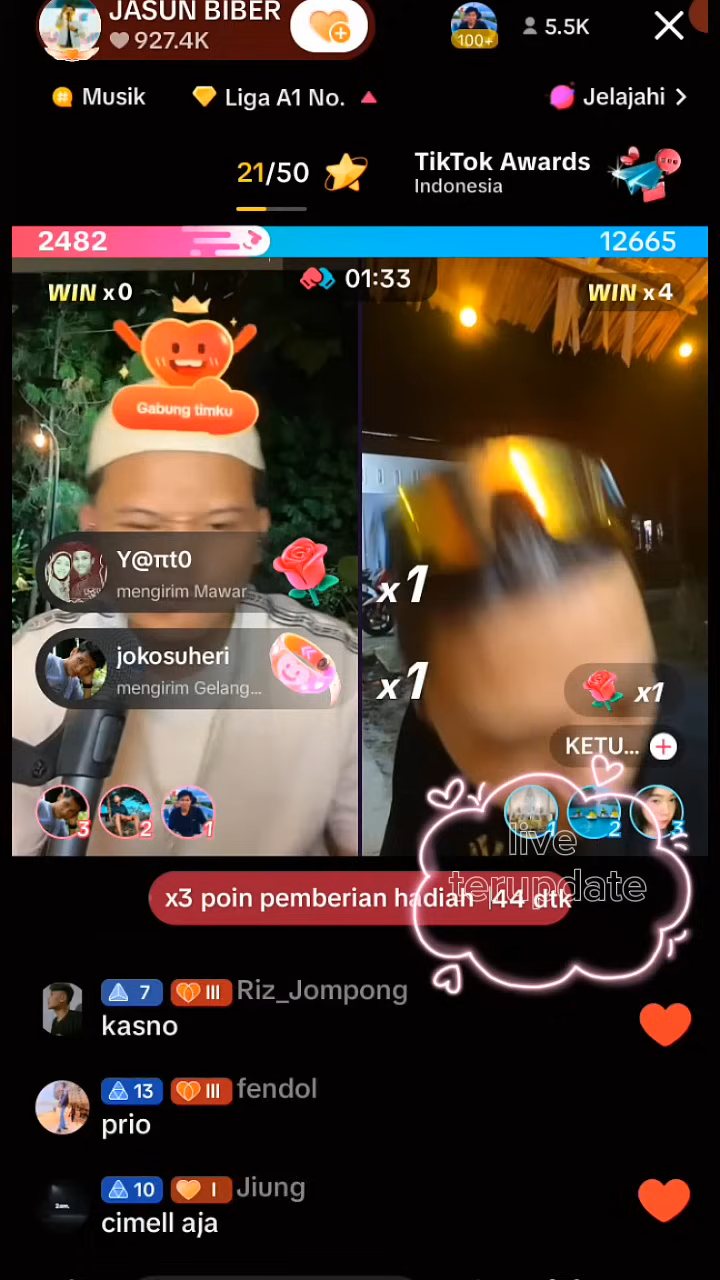 JASUN BIBER
927.4K
100+
5.5K
Musik
Liga A1 No.
Jelajahi
21/50
TikTok Awards
Indonesia
2482
12665
WIN x0
01:33
WIN x4
Gabung timku
Y@πt0
mengirim Mawar
x1
jokosuheri
mengirim Gelang...
x1
x1
KETU...
3
2
1
1
2
3
live
terupdate
x3 poin pemberian hadiah 44 dtk
7 III Riz_Jompong
kasno
13 III fendol
prio
10 I Jiung
cimell aja